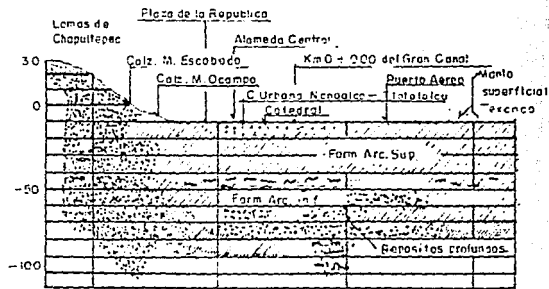 Plaza de la Republica
Lomas de
Chapultepec
Alameda Central
Calz. M. Escobedo
Km 0 + 000 del Gran Canal
Calz. M. Ocampo
Puerto Aereo
Manto
superficial
C. Urbano Nonoalco - Tlatelolco
Catedral
30
0
-50
-100
Form Arc. Sup.
Form Arc. inf.
Depositos profundos.